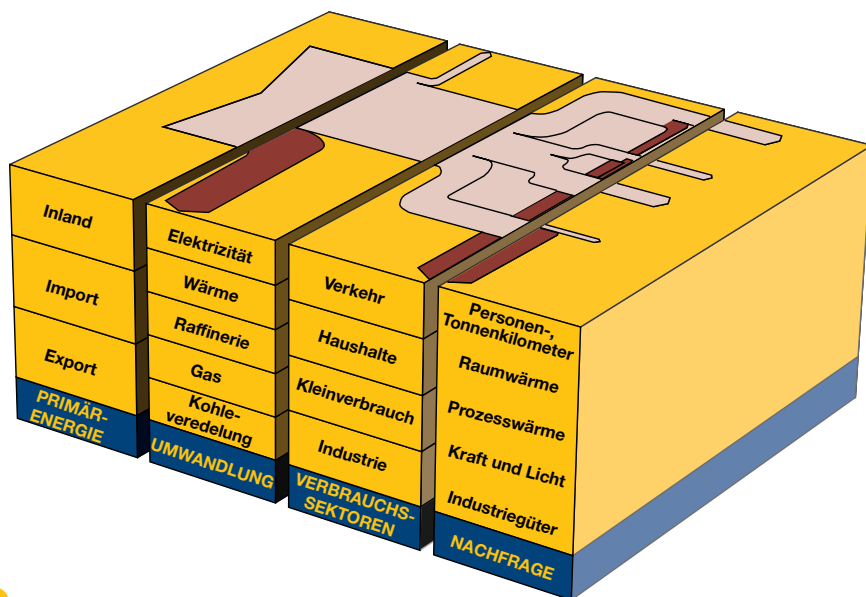 Inland
Import
Export
PRIMÄR-
ENERGIE
Elektrizität
Wärme
Raffinerie
Gas
Kohle-
veredelung
UMWANDLUNG
Verkehr
Haushalte
Kleinverbrauch
Industrie
VERBRAUCHS-
SEKTOREN
Personen-,
Tonnenkilometer
Raumwärme
Prozesswärme
Kraft und Licht
Industriegüter
NACHFRAGE